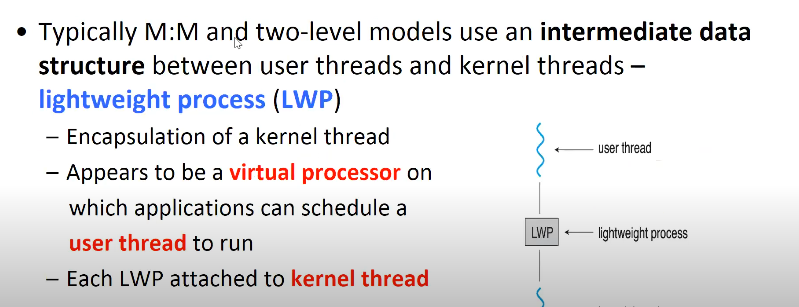 • Typically M:M and two-level models use an intermediate data
structure between user threads and kernel threads –
lightweight process (LWP)
– Encapsulation of a kernel thread
– Appears to be a virtual processor on
which applications can schedule a
user thread to run
– Each LWP attached to kernel thread
user thread
LWP
lightweight process